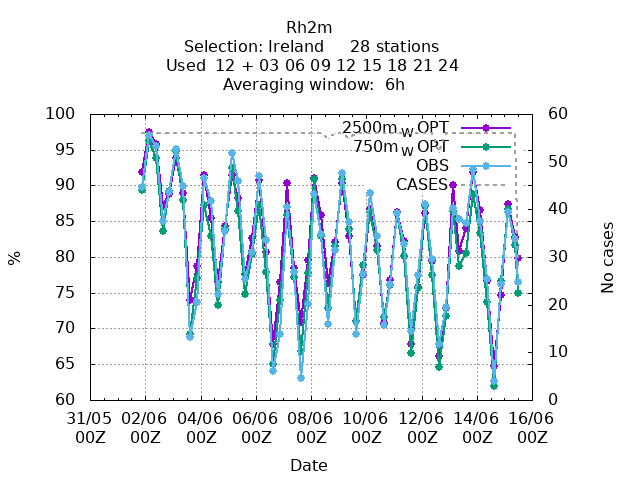 Rh2m
Selection: Ireland 28 stations
Used 12 + 03 06 09 12 15 18 21 24
Averaging window: 6h
100
95
90
85
80
75
70
65
60
60
50
40
30
20
10
0
2500m_WOPT
750m_WOPT
OBS
CASES
%
No cases
31/05 02/06 04/06 06/06 08/06 10/06 12/06 14/06 16/06
00Z 00Z 00Z 00Z 00Z 00Z 00Z 00Z 00Z
Date